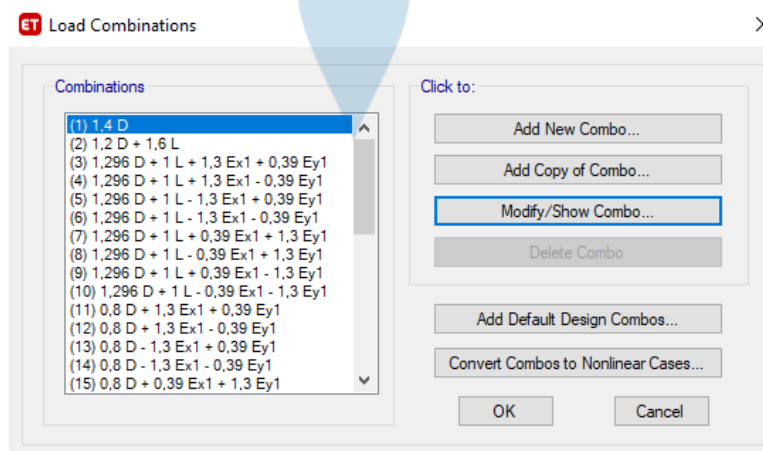 ET Load Combinations
Combinations
(1) 1,4 D
(2) 1,2 D + 1,6 L
(3) 1,296 D + 1 L + 1,3 Ex1 + 0,39 Ey1
(4) 1,296 D + 1 L + 1,3 Ex1 - 0,39 Ey1
(5) 1,296 D + 1 L - 1,3 Ex1 + 0,39 Ey1
(6) 1,296 D + 1 L - 1,3 Ex1 - 0,39 Ey1
(7) 1,296 D + 1 L + 0,39 Ex1 + 1,3 Ey1
(8) 1,296 D + 1 L - 0,39 Ex1 + 1,3 Ey1
(9) 1,296 D + 1 L + 0,39 Ex1 - 1,3 Ey1
(10) 1,296 D + 1 L - 0,39 Ex1 - 1,3 Ey1
(11) 0,8 D + 1,3 Ex1 + 0,39 Ey1
(12) 0,8 D + 1,3 Ex1 - 0,39 Ey1
(13) 0,8 D - 1,3 Ex1 + 0,39 Ey1
(14) 0,8 D - 1,3 Ex1 - 0,39 Ey1
(15) 0,8 D + 0,39 Ex1 + 1,3 Ey1
Click to:
Add New Combo...
Add Copy of Combo...
Modify/Show Combo...
Delete Combo
Add Default Design Combos...
Convert Combos to Nonlinear Cases...
OK
Cancel